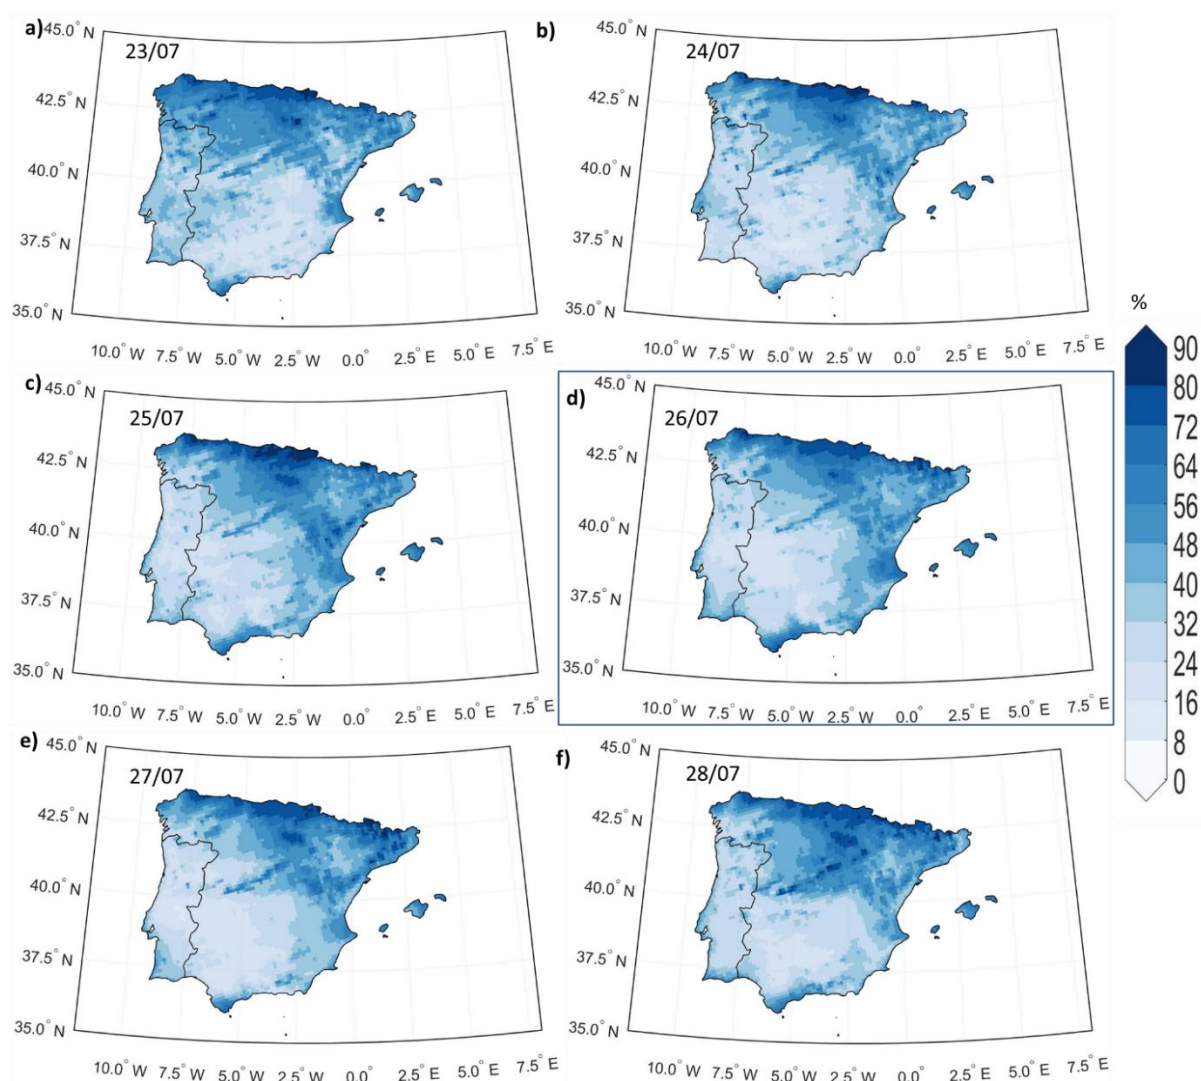 a) 45.0° N
23/07
42.5° N
40.0° N
37.5° N
35.0° N
10.0° W 7.5° W 5.0° W 2.5° W 0.0° 2.5° E 5.0° E 7.5° E
b) 45.0° N
24/07
42.5° N
40.0° N
37.5° N
35.0° N
10.0° W 7.5° W 5.0° W 2.5° W 0.0° 2.5° E 5.0° E 7.5° E
c) 45.0° N
25/07
42.5° N
40.0° N
37.5° N
35.0° N
10.0° W 7.5° W 5.0° W 2.5° W 0.0° 2.5° E 5.0° E 7.5° E
d) 45.0° N
26/07
42.5° N
40.0° N
37.5° N
35.0° N
10.0° W 7.5° W 5.0° W 2.5° W 0.0° 2.5° E 5.0° E 7.5° E
e) 45.0° N
27/07
42.5° N
40.0° N
37.5° N
35.0° N
10.0° W 7.5° W 5.0° W 2.5° W 0.0° 2.5° E 5.0° E 7.5° E
f) 45.0° N
28/07
42.5° N
40.0° N
37.5° N
35.0° N
10.0° W 7.5° W 5.0° W 2.5° W 0.0° 2.5° E 5.0° E 7.5° E
%
90
80
72
64
56
48
40
32
24
16
8
0